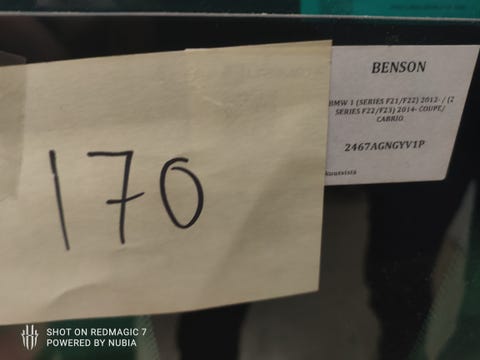 170
BENSON
BMW 1 (SERIES F21/F22) 2012- / (2
SERIES F22/F23) 2014- COUPE/
CABRIO
2467AGNGYV1P
SHOT ON REDMAGIC 7
POWERED BY NUBIA